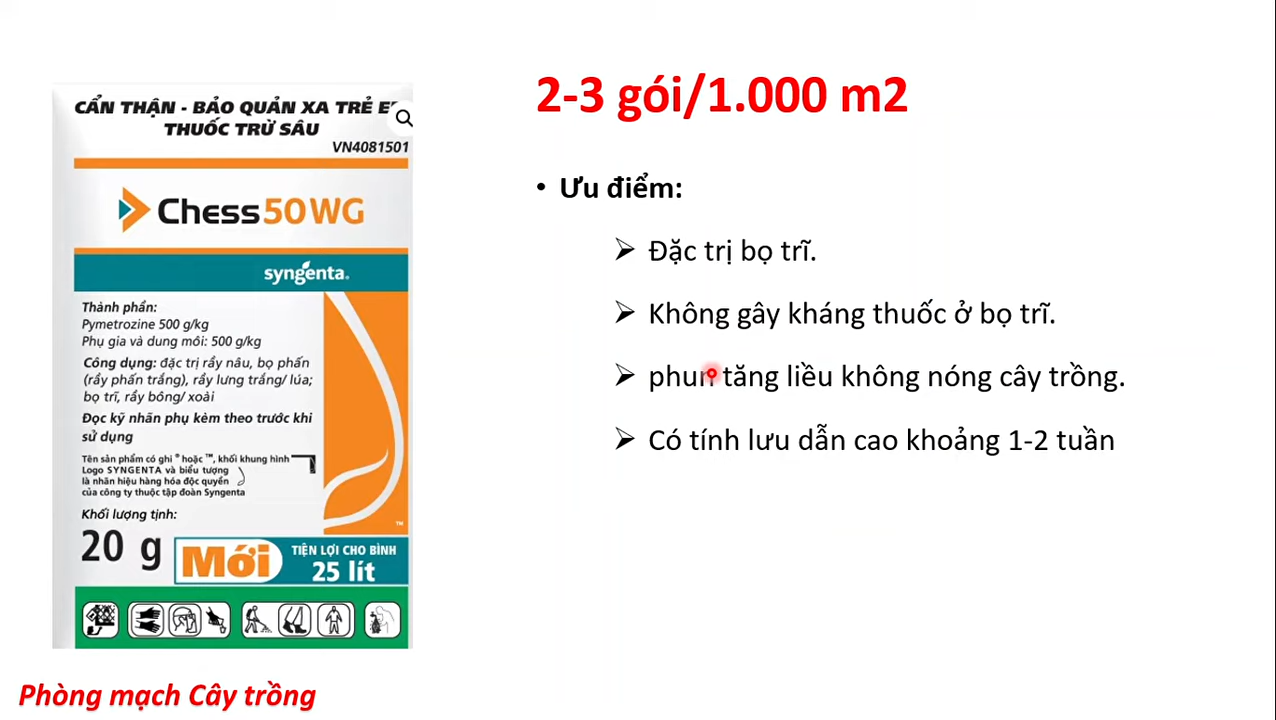 CẨN THẬN - BẢO QUẢN XA TRẺ
THUỐC TRỪ SÂU
VN4081501
Chess 50WG
syngenta.
Thành phần:
Pymetrozine 500 g/kg
Phụ gia và dung môi: 500 g/kg
Công dụng: đặc trị rầy nâu, bọ phấn
(rầy phấn trắng), rầy lưng trắng/ lúa;
bọ trĩ, rầy bông/ xoài
Đọc kỹ nhãn phụ kèm theo trước khi
sử dụng
Tên sản phẩm có ghi ® hoặc ™, khối khung hình
Logo SYNGENTA và biểu tượng
là nhãn hiệu hàng hóa độc quyền
của công ty thuộc tập đoàn Syngenta
Khối lượng tịnh:
20 g
Mới
TIỆN LỢI CHO BÌNH
25 lít
™
2-3 gói/1.000 m2
• Ưu điểm:
➢ Đặc trị bọ trĩ.
➢ Không gây kháng thuốc ở bọ trĩ.
➢ phun tăng liều không nóng cây trồng.
➢ Có tính lưu dẫn cao khoảng 1-2 tuần
Phòng mạch Cây trồng